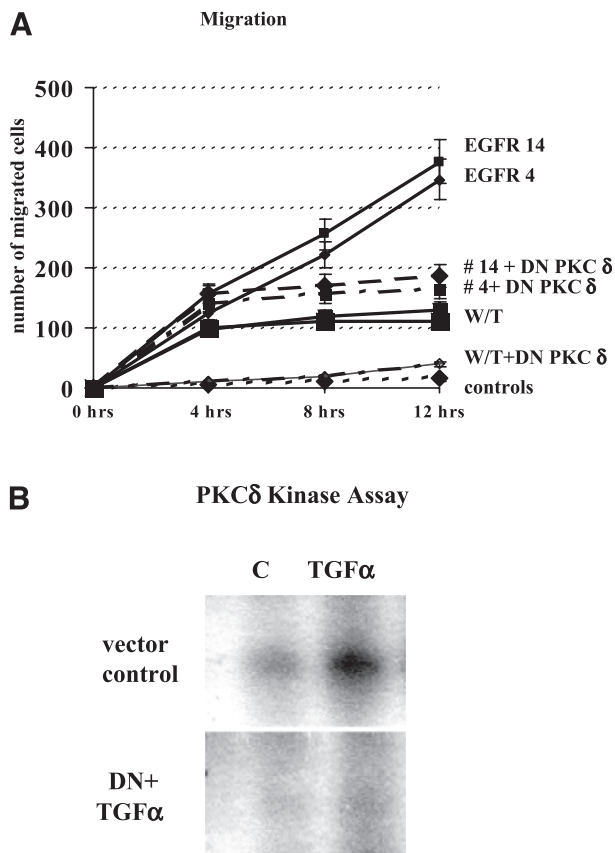 A
Migration
number of migrated cells
500
400
300
200
100
0
0 hrs
4 hrs
8 hrs
12 hrs
EGFR 14
EGFR 4
# 14 + DN PKC δ
# 4+ DN PKC δ
W/T
W/T+DN PKC δ
controls
B
PKCδ Kinase Assay
C TGFα
vector
control
DN+
TGFα